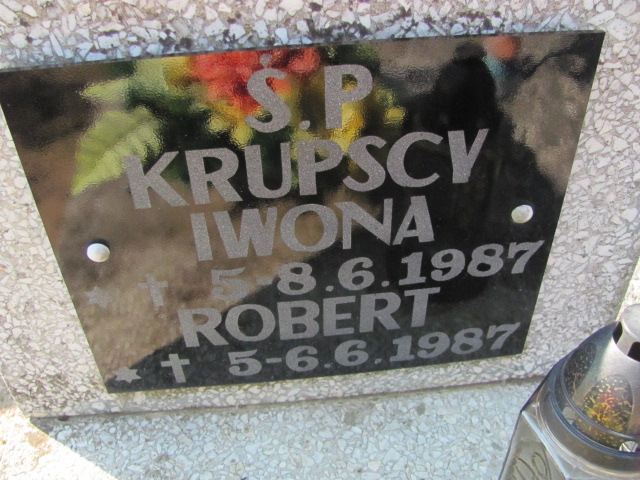 Ś.P
KRUPSCY
IWONA
5-8.6.1987
ROBERT
5-6.6.1987